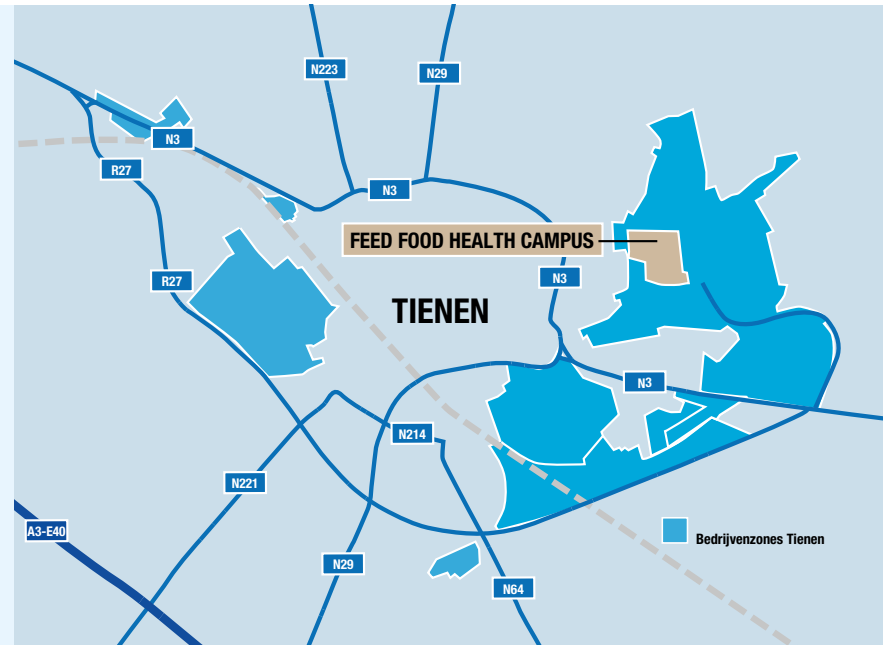 N223
N29
N3
R27
N3
FEED FOOD HEALTH CAMPUS
R27
N3
TIENEN
N3
N214
N221
A3-E40
Bedrijvenzones Tienen
N29
N64